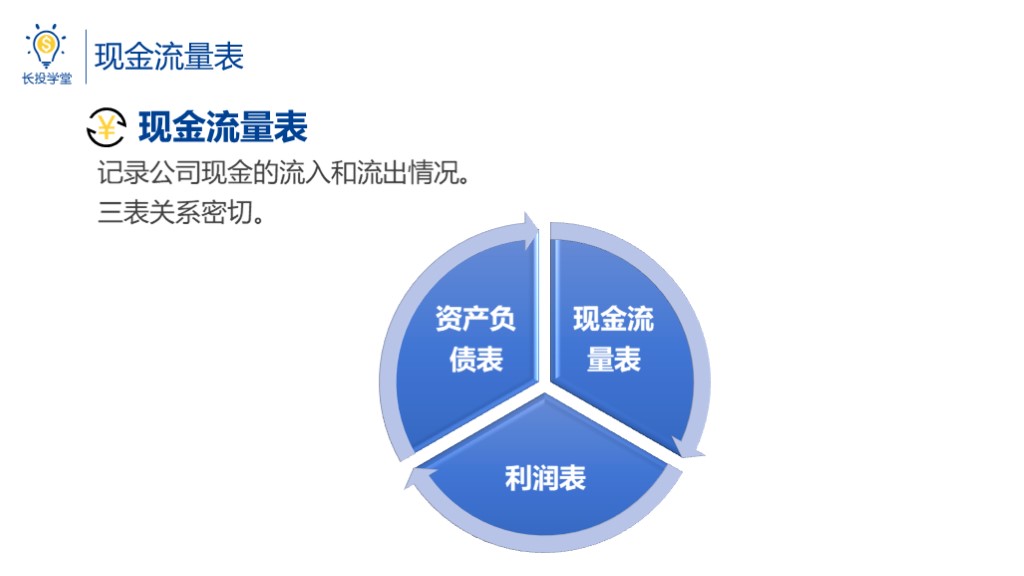 长投学堂
现金流量表
现金流量表
记录公司现金的流入和流出情况。
三表关系密切。
资产负
债表
现金流
量表
利润表